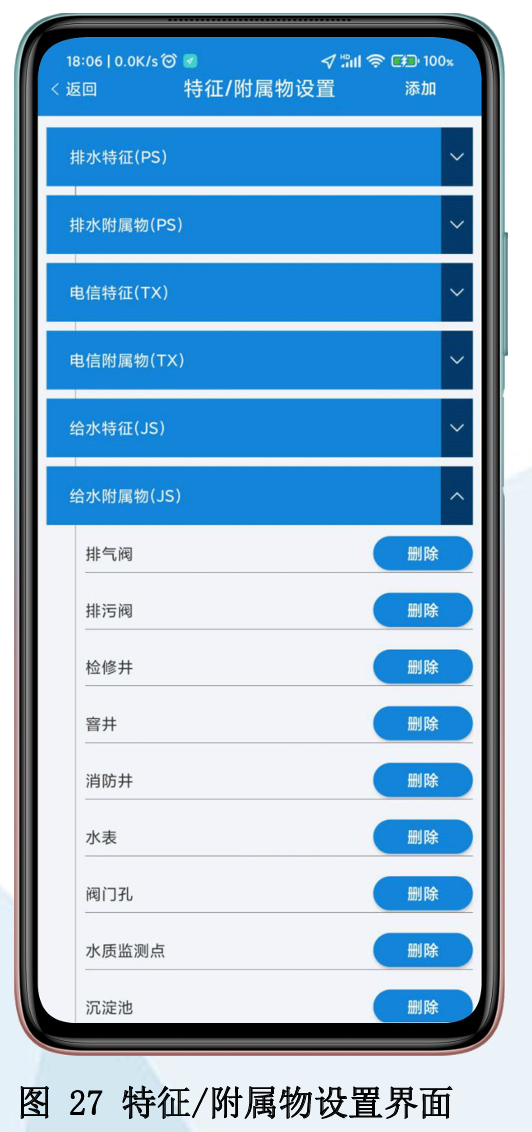 18:06 | 0.0K/s 100%
返回 特征/附属物设置 添加
排水特征(PS)
排水附属物(PS)
电信特征(TX)
电信附属物(TX)
给水特征(JS)
给水附属物(JS)
排气阀 删除
排污阀 删除
检修井 删除
窨井 删除
消防井 删除
水表 删除
阀门孔 删除
水质监测点 删除
沉淀池 删除
图 27 特征/附属物设置界面